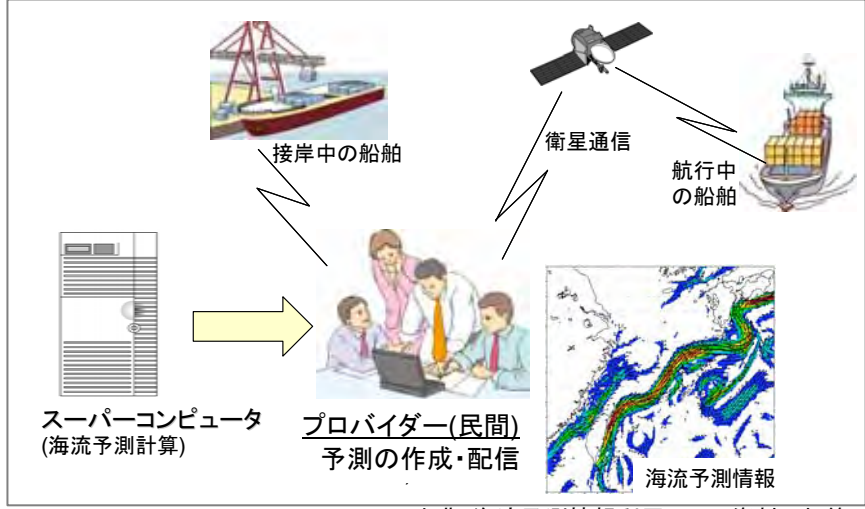 接岸中の船舶
衛星通信
航行中
の船舶
スーパーコンピュータ
(海流予測計算)
プロバイダー(民間)
予測の作成・配信
海流予測情報